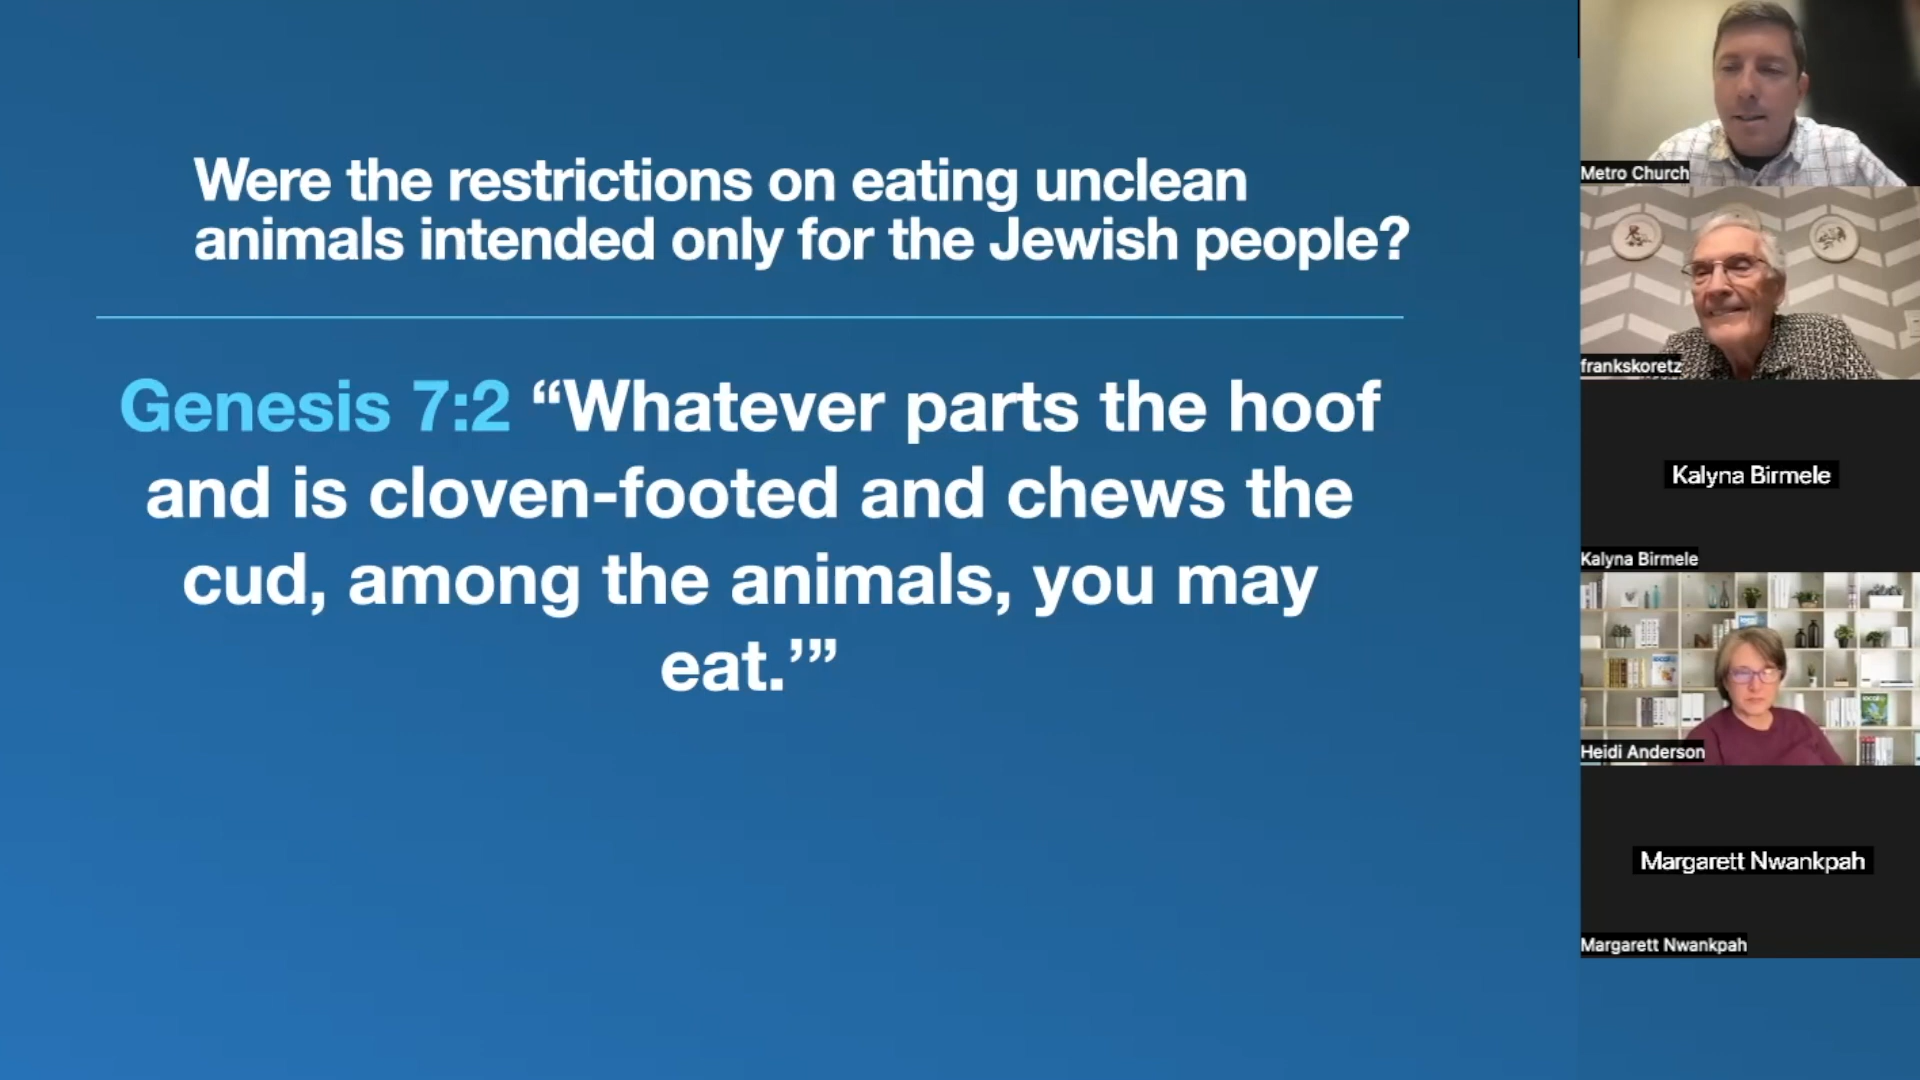 Were the restrictions on eating unclean
animals intended only for the Jewish people?
Genesis 7:2 “Whatever parts the hoof
and is cloven-footed and chews the
cud, among the animals, you may
eat.’”
Metro Church
frankskoretz
Kalyna Birmele
Kalyna Birmele
Heidi Anderson
Margarett Nwankpah
Margarett Nwankpah